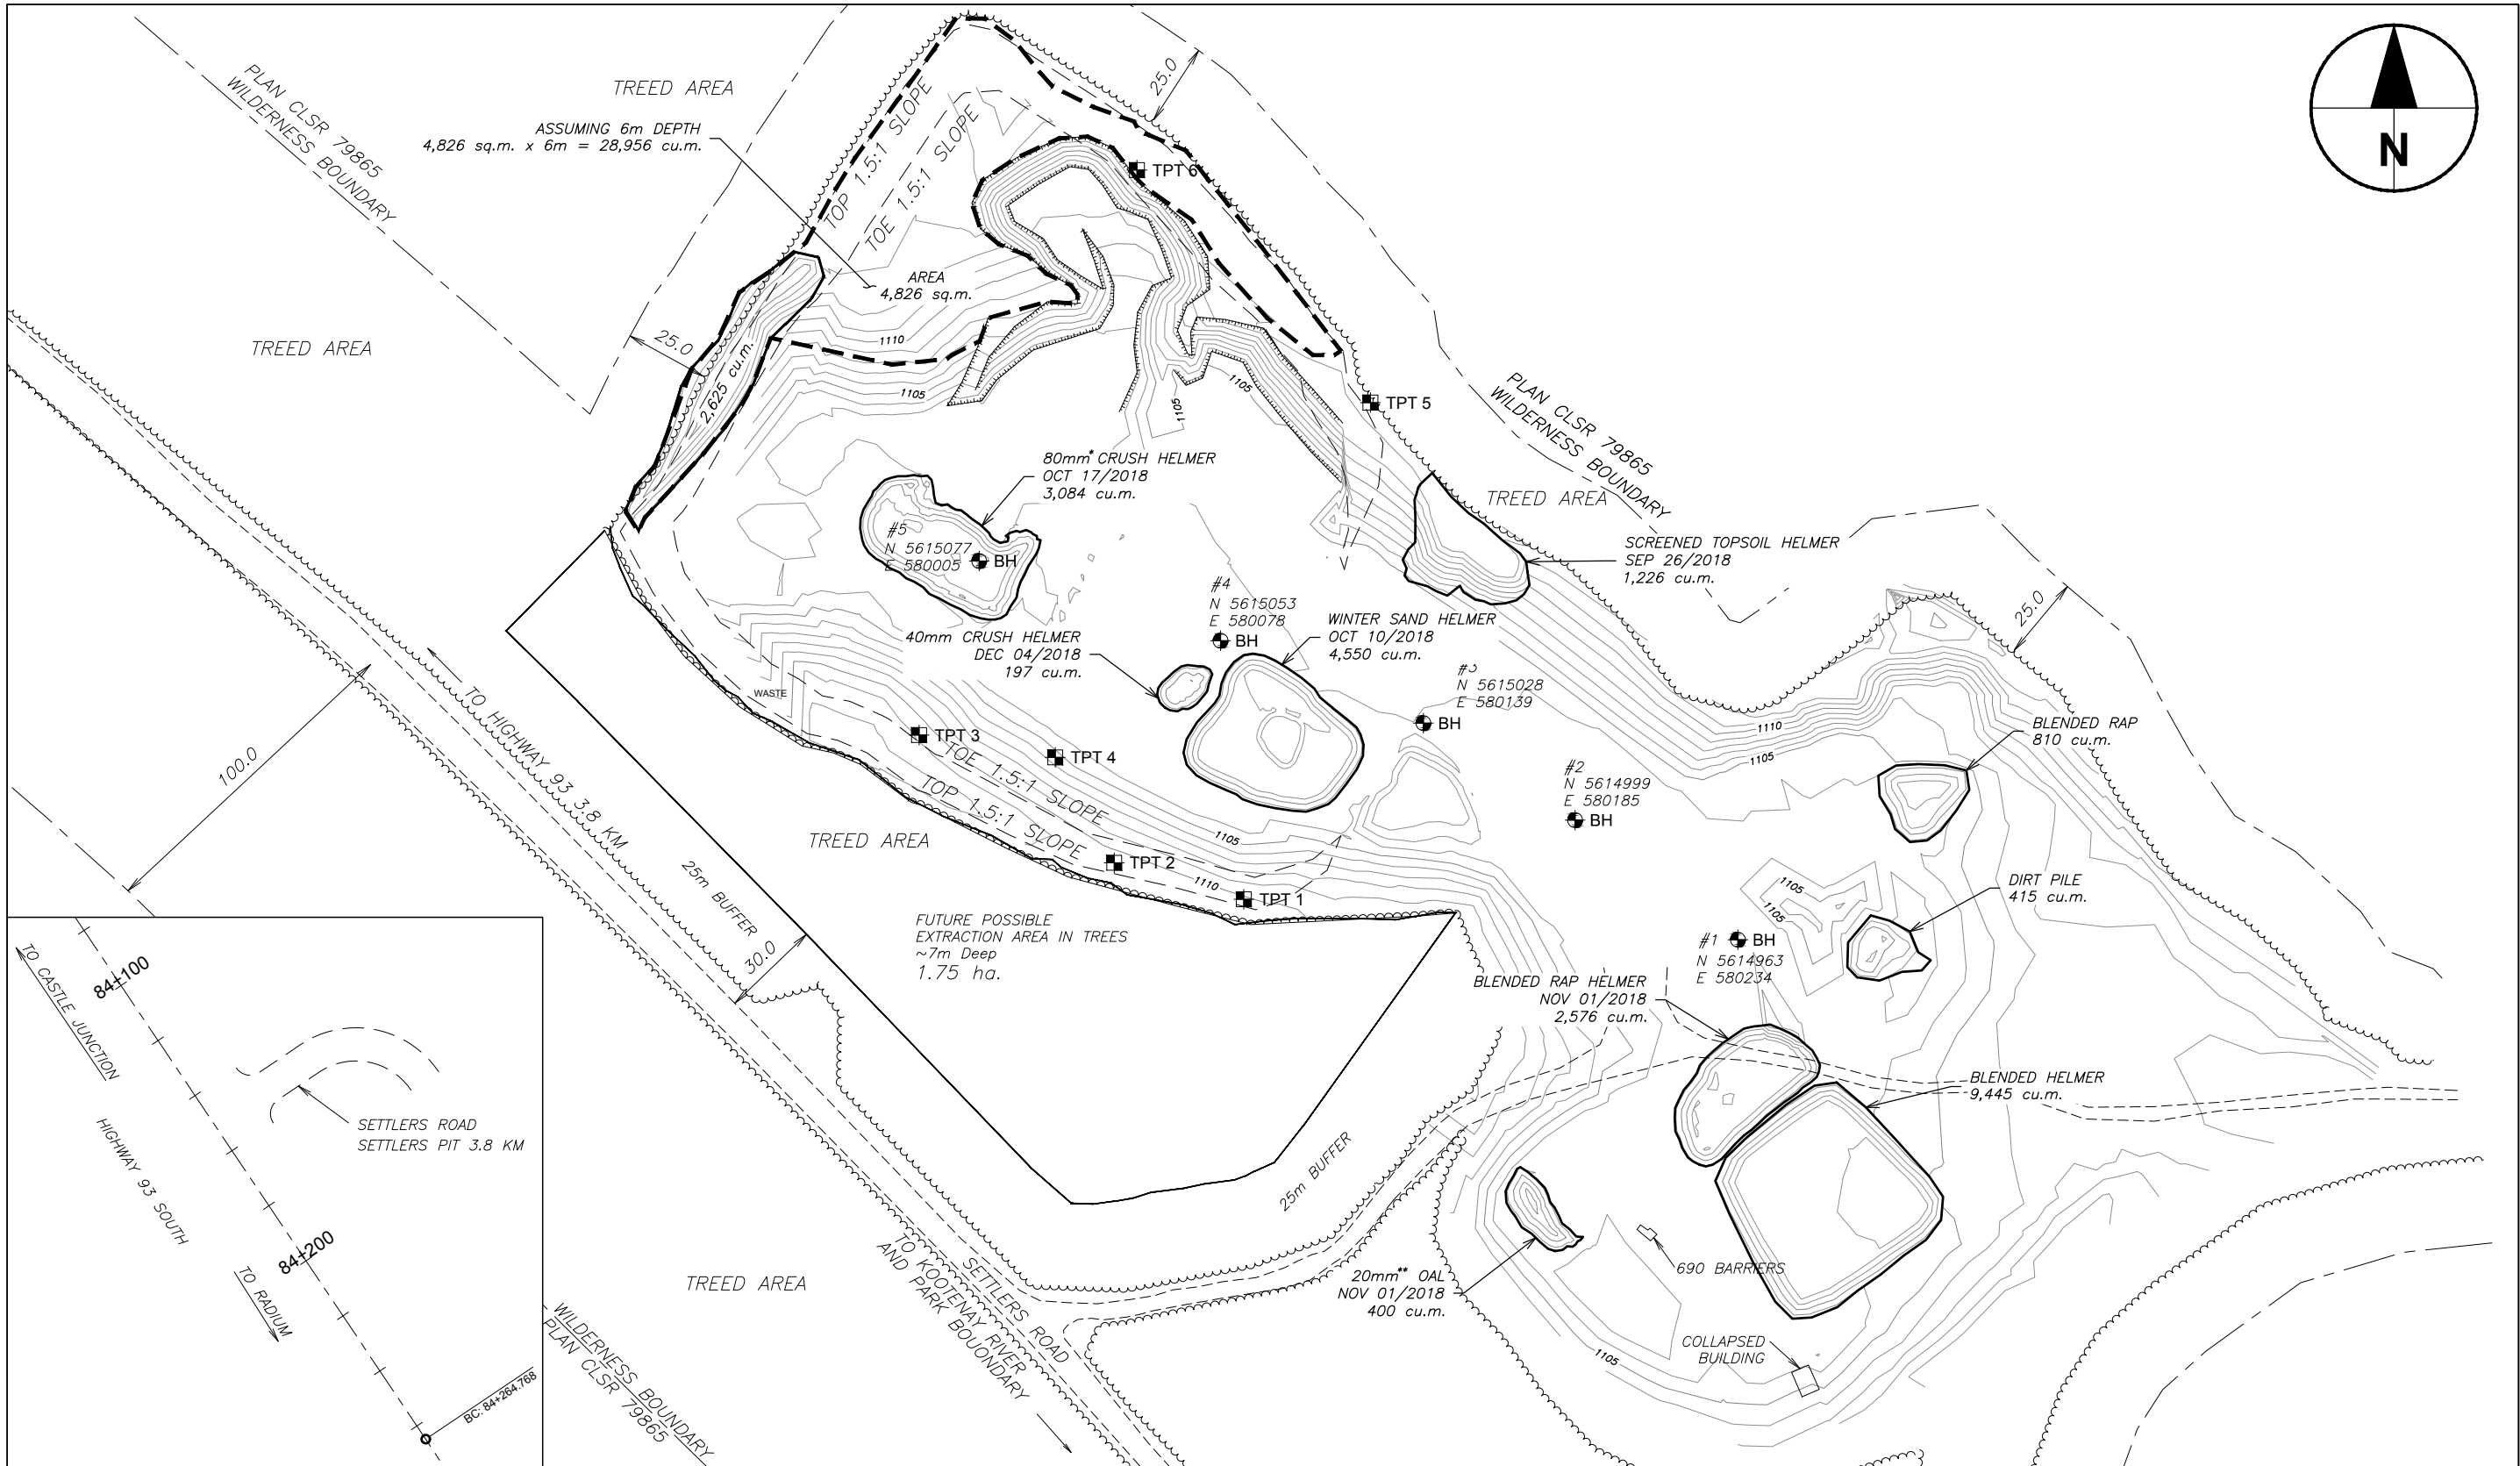 PLAN CLSR 79865
WILDERNESS BOUNDARY
TREED AREA
ASSUMING 6m DEPTH
4,826 sq.m. x 6m = 28,956 cu.m.
TOP 1.5:1 SLOPE
TOE 1.5:1 SLOPE
25.0
TPT 6
N
AREA
4,826 sq.m.
TREED AREA
25.0
2,625 cu.m.
1110
1105
1105
1105
TPT 5
PLAN CLSR 79865
WILDERNESS BOUNDARY
TREED AREA
80mm* CRUSH HELMER
OCT 17/2018
3,084 cu.m.
#5
N 5615077
E 580005
BH
SCREENED TOPSOIL HELMER
SEP 26/2018
1,226 cu.m.
#4
N 5615053
E 580078
BH
WINTER SAND HELMER
OCT 10/2018
4,550 cu.m.
40mm CRUSH HELMER
DEC 04/2018
197 cu.m.
25.0
#3
N 5615028
E 580139
BH
WASTE
TPT 3
TPT 4
TOE 1.5:1 SLOPE
TOP 1.5:1 SLOPE
1110
1105
BLENDED RAP
810 cu.m.
#2
N 5614999
E 580185
BH
TO HIGHWAY 93 3.8 KM
100.0
TREED AREA
1105
TPT 2
1110
TPT 1
25m BUFFER
30.0
FUTURE POSSIBLE
EXTRACTION AREA IN TREES
~7m Deep
1.75 ha.
1105
1105
DIRT PILE
415 cu.m.
#1
BH
N 5614963
E 580234
BLENDED RAP HELMER
NOV 01/2018
2,576 cu.m.
BLENDED HELMER
9,445 cu.m.
25m BUFFER
20mm** OAL
NOV 01/2018
400 cu.m.
690 BARRIERS
COLLAPSED
BUILDING
1105
TREED AREA
SETTLERS ROAD
TO KOOTENAY RIVER
AND PARK BOUONDARY
WILDERNESS BOUNDARY
PLAN CLSR 79865
TO CASTLE JUNCTION
84+100
SETTLERS ROAD
SETTLERS PIT 3.8 KM
HIGHWAY 93 SOUTH
84+200
TO RADIUM
BC: 84+264.768